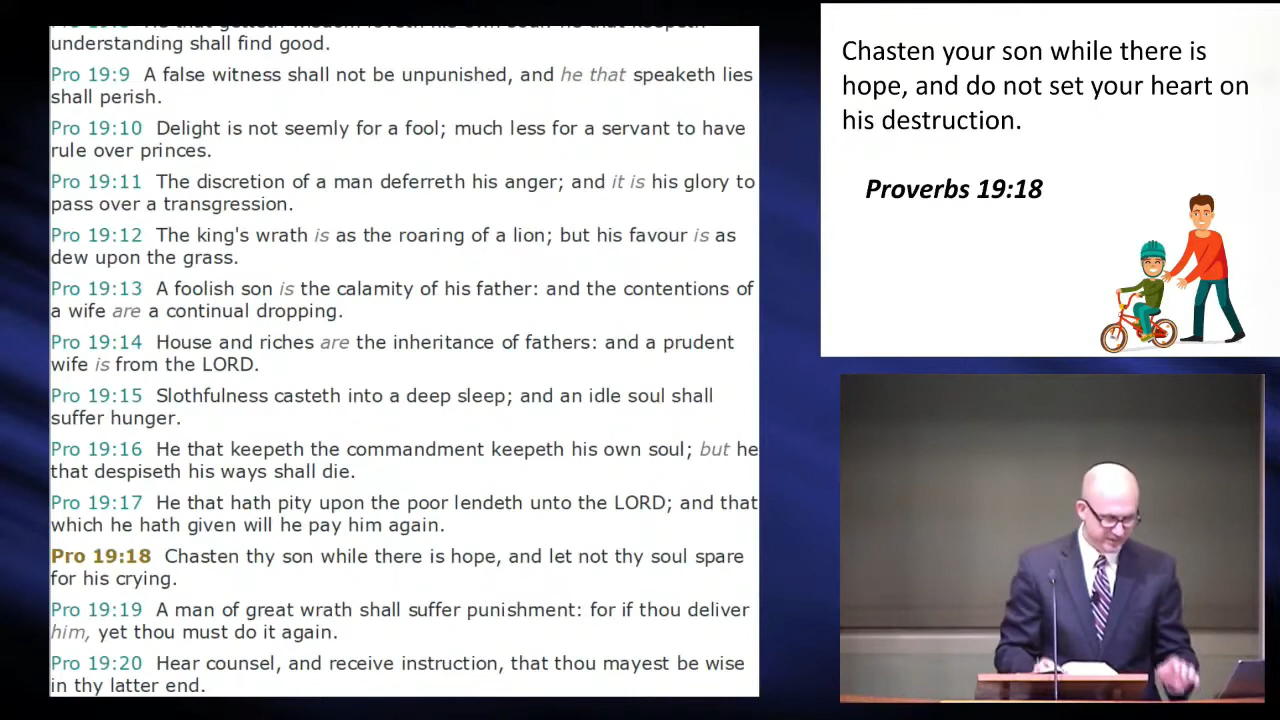 understanding shall find good.
Pro 19:9 A false witness shall not be unpunished, and he that speaketh lies
shall perish.
Pro 19:10 Delight is not seemly for a fool; much less for a servant to have
rule over princes.
Pro 19:11 The discretion of a man deferreth his anger; and it is his glory to
pass over a transgression.
Pro 19:12 The king's wrath is as the roaring of a lion; but his favour is as
dew upon the grass.
Pro 19:13 A foolish son is the calamity of his father: and the contentions of
a wife are a continual dropping.
Pro 19:14 House and riches are the inheritance of fathers: and a prudent
wife is from the LORD.
Pro 19:15 Slothfulness casteth into a deep sleep; and an idle soul shall
suffer hunger.
Pro 19:16 He that keepeth the commandment keepeth his own soul; but he
that despiseth his ways shall die.
Pro 19:17 He that hath pity upon the poor lendeth unto the LORD; and that
which he hath given will he pay him again.
Pro 19:18 Chasten thy son while there is hope, and let not thy soul spare
for his crying.
Pro 19:19 A man of great wrath shall suffer punishment: for if thou deliver
him, yet thou must do it again.
Pro 19:20 Hear counsel, and receive instruction, that thou mayest be wise
in thy latter end.
Chasten your son while there is
hope, and do not set your heart on
his destruction.
Proverbs 19:18